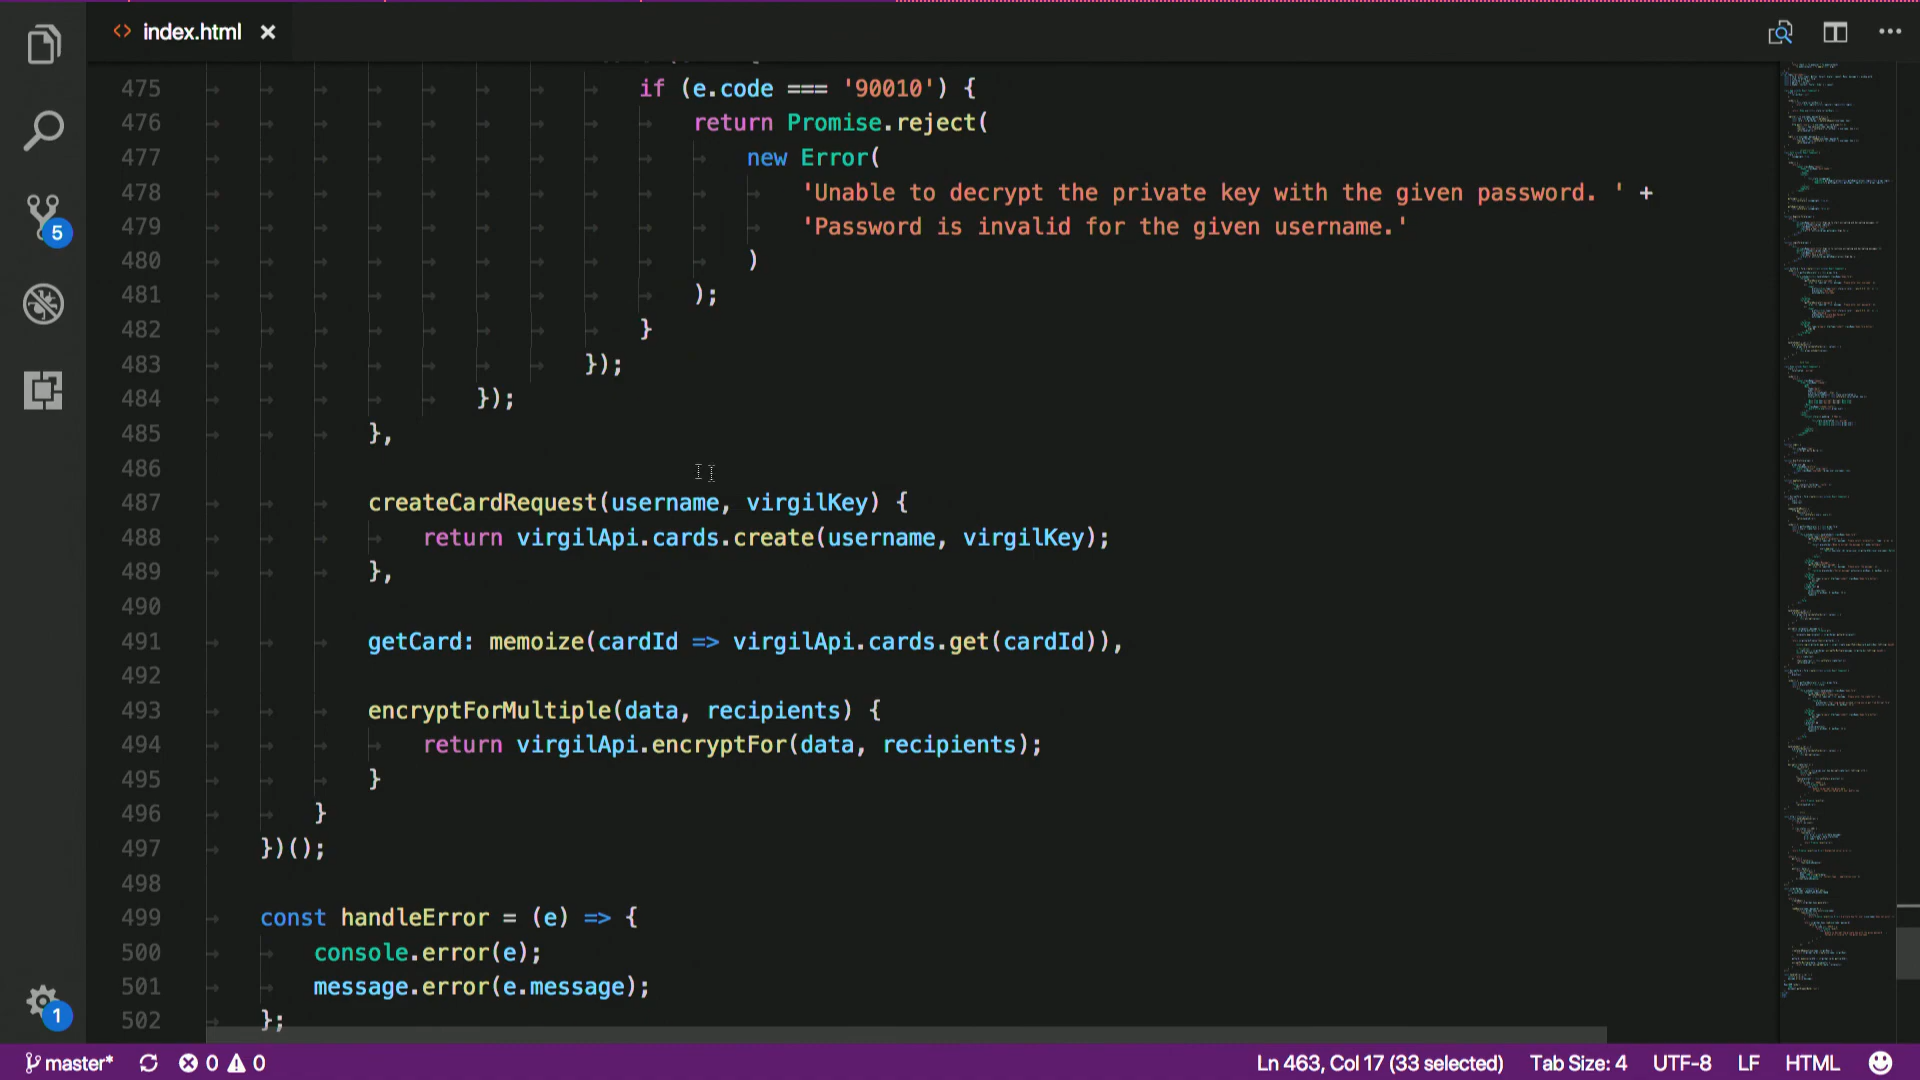 index.html
475 if (e.code === '90010') {
476 return Promise.reject(
477 new Error(
478 'Unable to decrypt the private key with the given password. ' +
479 'Password is invalid for the given username.'
480 )
481 );
482 }
483 });
484 });
485 },
486
487 createCardRequest(username, virgilKey) {
488 return virgilApi.cards.create(username, virgilKey);
489 },
490
491 getCard: memoize(cardId => virgilApi.cards.get(cardId)),
492
493 encryptForMultiple(data, recipients) {
494 return virgilApi.encryptFor(data, recipients);
495 }
496 }
497 })();
498
499 const handleError = (e) => {
500 console.error(e);
501 message.error(e.message);
502 };
5
1
master* 0 0 Ln 463, Col 17 (33 selected) Tab Size: 4 UTF-8 LF HTML